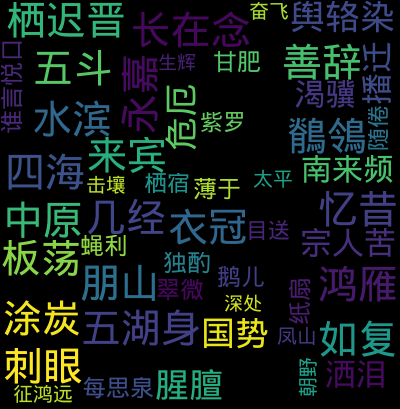 栖迟晋
长在念
奋飞
舆辂染
谁言悦口
五斗
永嘉
生辉
甘肥
善辞
播迁
渴骥
水滨
危厄
紫罗
鶺鸰
随倦
来宾
四海
击壤
栖宿
薄于
太平
南来频
中原
几经
衣冠
目送
忆昔
宗人苦
板荡
蝇利
独酌
朋山
翠微
鹅儿
深处
纸扇
鸿雁
涂炭
五湖身
国势
凤山
如复
刺眼
征鸿远
每思泉
腥膻
朝野
洒泪